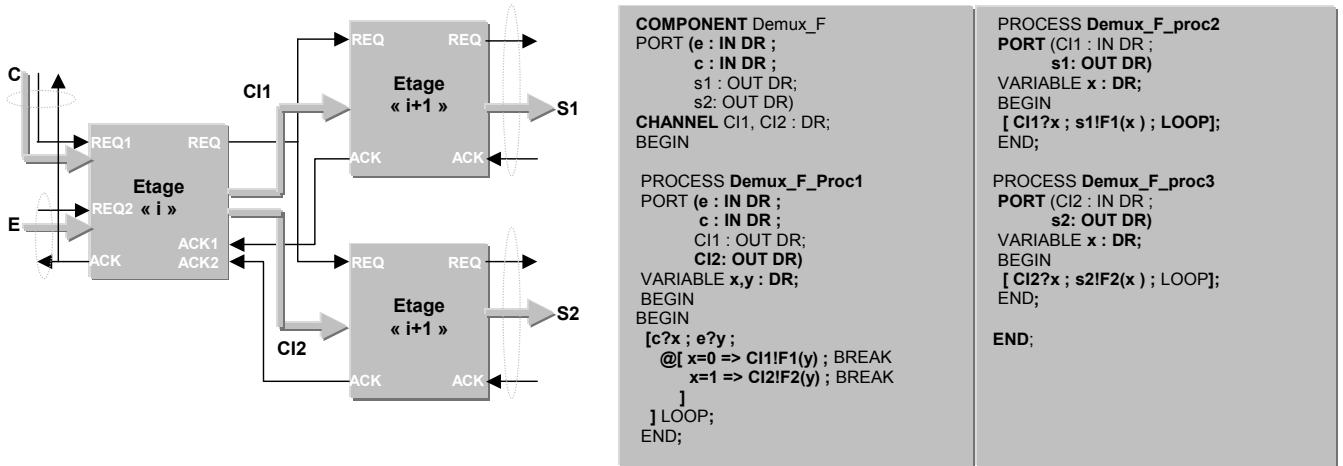 C
E
REQ1
REQ
Etage
« i »
REQ2
ACK1
ACK
ACK2
CI1
CI2
REQ
REQ
Etage
« i+1 »
ACK
ACK
S1
REQ
REQ
Etage
« i+1 »
ACK
ACK
S2
COMPONENT Demux_F
PORT (e : IN DR ;
c : IN DR ;
s1 : OUT DR;
s2: OUT DR)
CHANNEL CI1, CI2 : DR;
BEGIN
PROCESS Demux_F_Proc1
PORT (e : IN DR ;
c : IN DR ;
CI1 : OUT DR;
CI2: OUT DR)
VARIABLE x,y : DR;
BEGIN
BEGIN
[c?x ; e?y ;
@[ x=0 => CI1!F1(y) ; BREAK
x=1 => CI2!F2(y) ; BREAK
]
] LOOP;
END;
PROCESS Demux_F_proc2
PORT (CI1 : IN DR ;
s1: OUT DR)
VARIABLE x : DR;
BEGIN
[ CI1?x ; s1!F1(x ) ; LOOP];
END;
PROCESS Demux_F_proc3
PORT (CI2 : IN DR ;
s2: OUT DR)
VARIABLE x : DR;
BEGIN
[ CI2?x ; s2!F2(x ) ; LOOP];
END;
END;